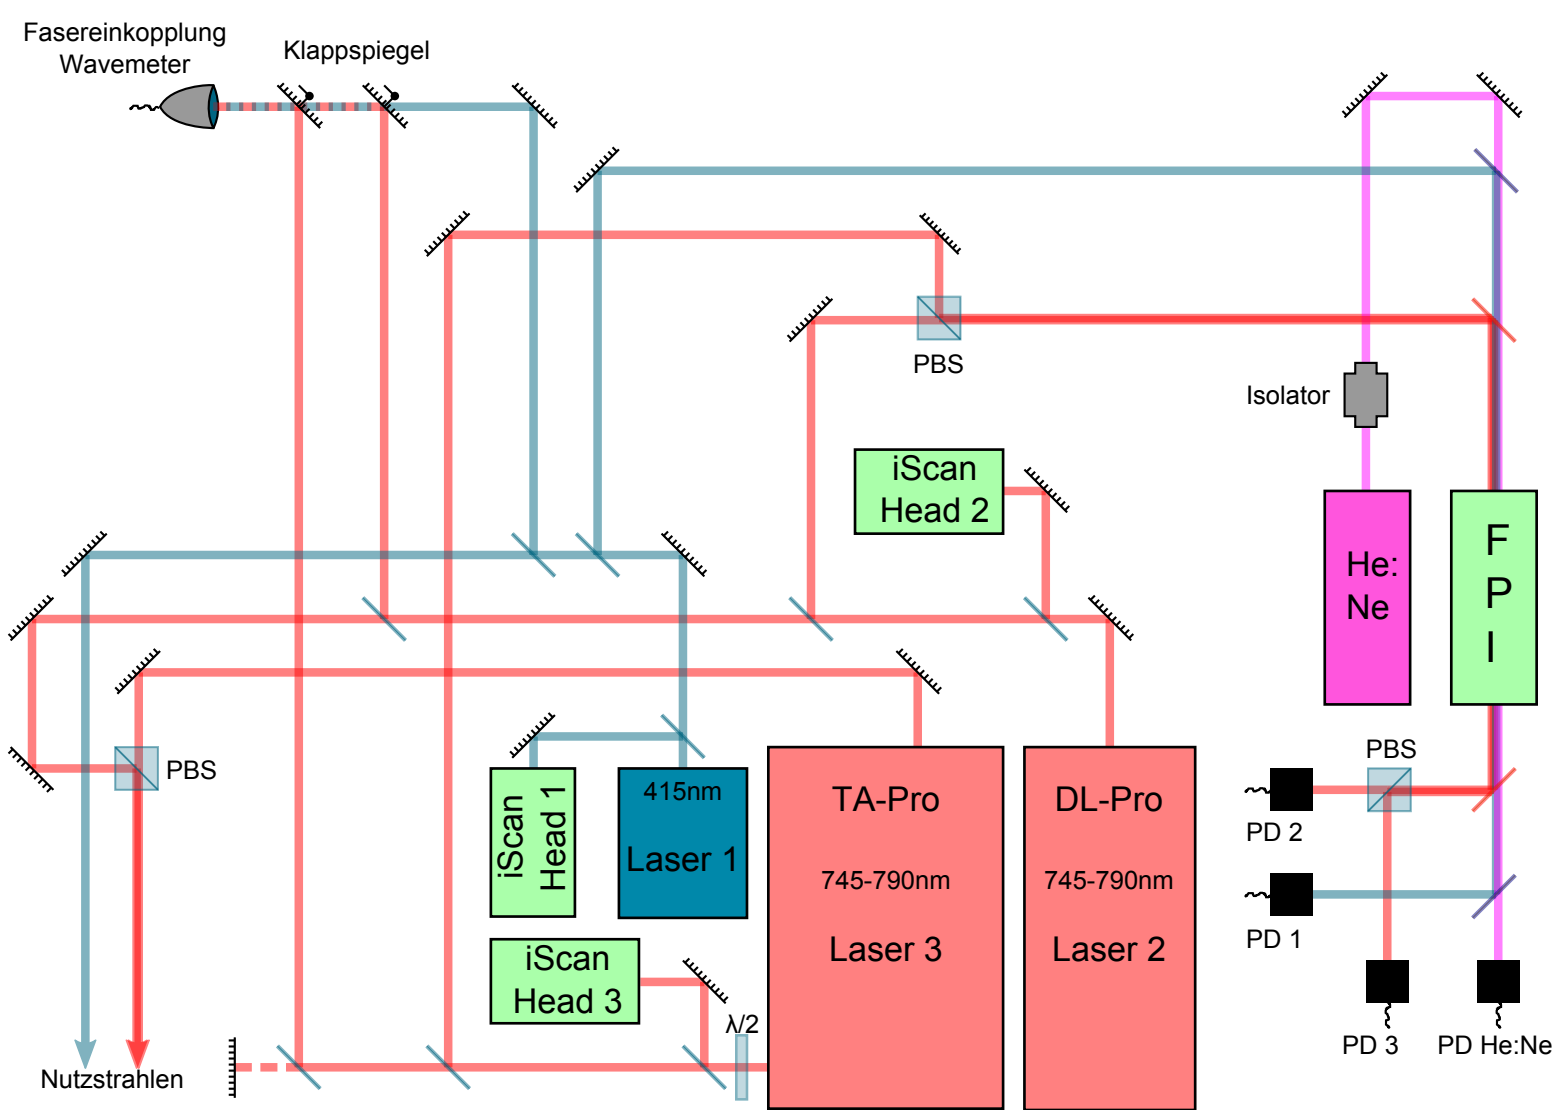 Fasereinkopplung
Wavemeter
Klappspiegel
PBS
Isolator
iScan
Head 2
He:
Ne
F
P
I
PBS
PBS
iScan
Head 1
415nm
Laser 1
TA-Pro
745-790nm
Laser 3
DL-Pro
745-790nm
Laser 2
PD 2
PD 1
iScan
Head 3
λ/2
PD 3
PD He:Ne
Nutzstrahlen